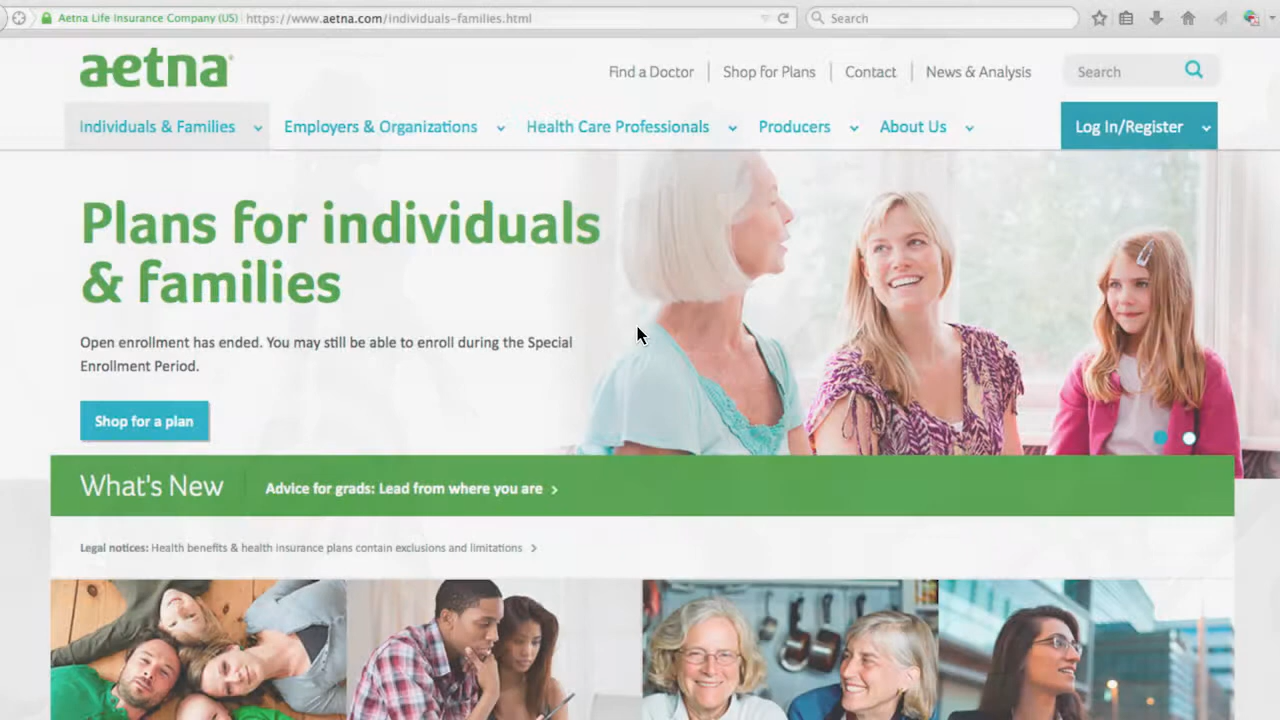 Aetna Life Insurance Company (US) https://www.aetna.com/individuals-families.html Search
aetna
Find a Doctor Shop for Plans Contact News & Analysis Search
Individuals & Families Employers & Organizations Health Care Professionals Producers About Us Log In/Register
Plans for individuals
& families
Open enrollment has ended. You may still be able to enroll during the Special
Enrollment Period.
Shop for a plan
What's New Advice for grads: Lead from where you are
Legal notices: Health benefits & health insurance plans contain exclusions and limitations